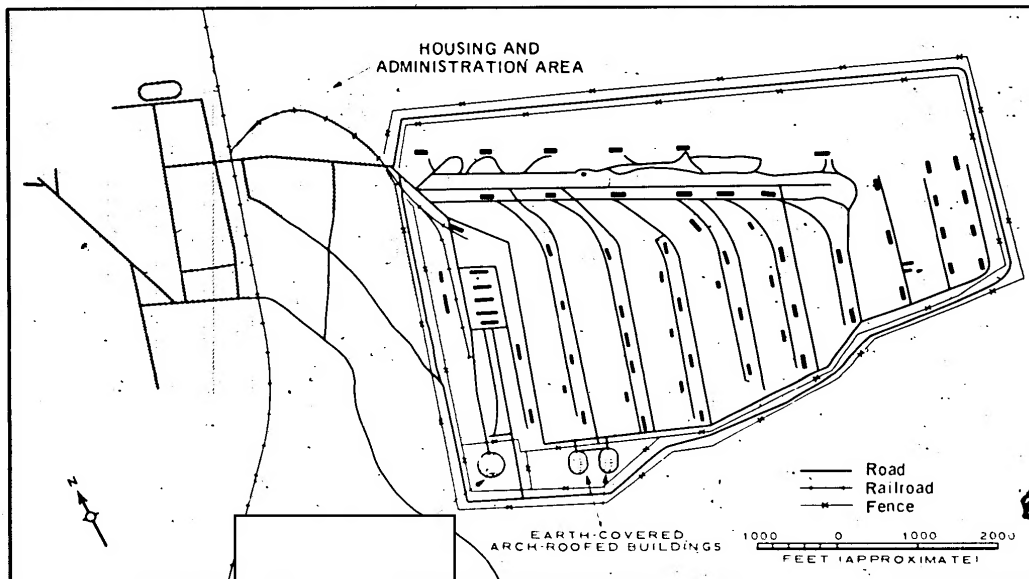 HOUSING AND
ADMINISTRATION AREA
N
Road
Railroad
Fence
EARTH-COVERED
ARCH-ROOFED BUILDINGS
1000 0 1000 2000
FEET (APPROXIMATE)